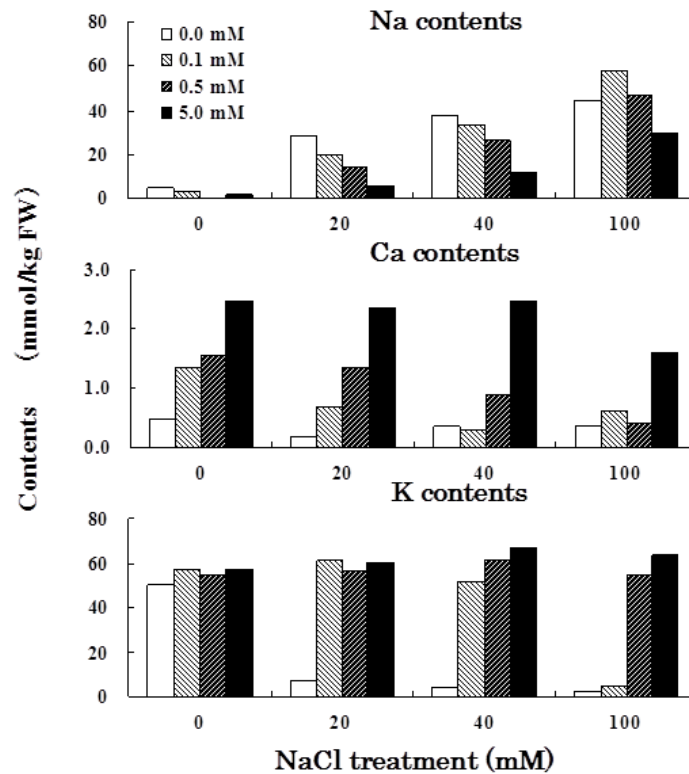 Na contents
80
60
40
20
0
0.0 mM
0.1 mM
0.5 mM
5.0 mM
0 20 40 100
Ca contents
3.0
2.0
1.0
0.0
0 20 40 100
K contents
80
60
40
20
0
0 20 40 100
NaCl treatment (mM)
Contents (mmol/kg FW)